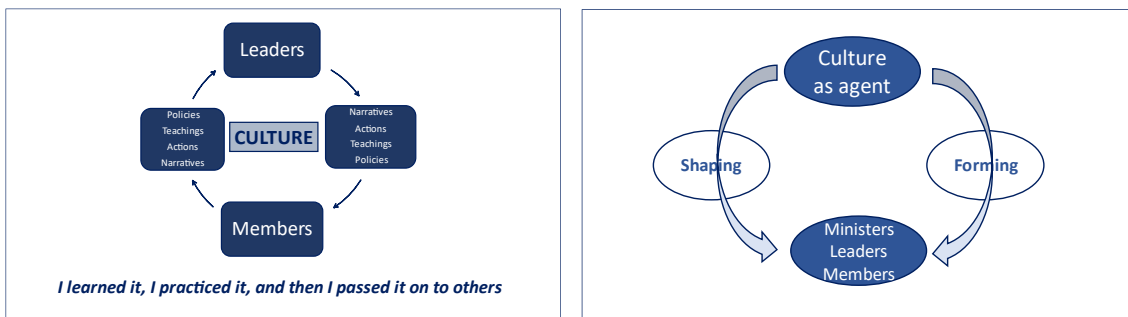 Leaders
Policies
Teachings
Actions
Narratives
CULTURE
Narratives
Actions
Teachings
Policies
Members
I learned it, I practiced it, and then I passed it on to others
Culture
as agent
Shaping
Forming
Ministers
Leaders
Members